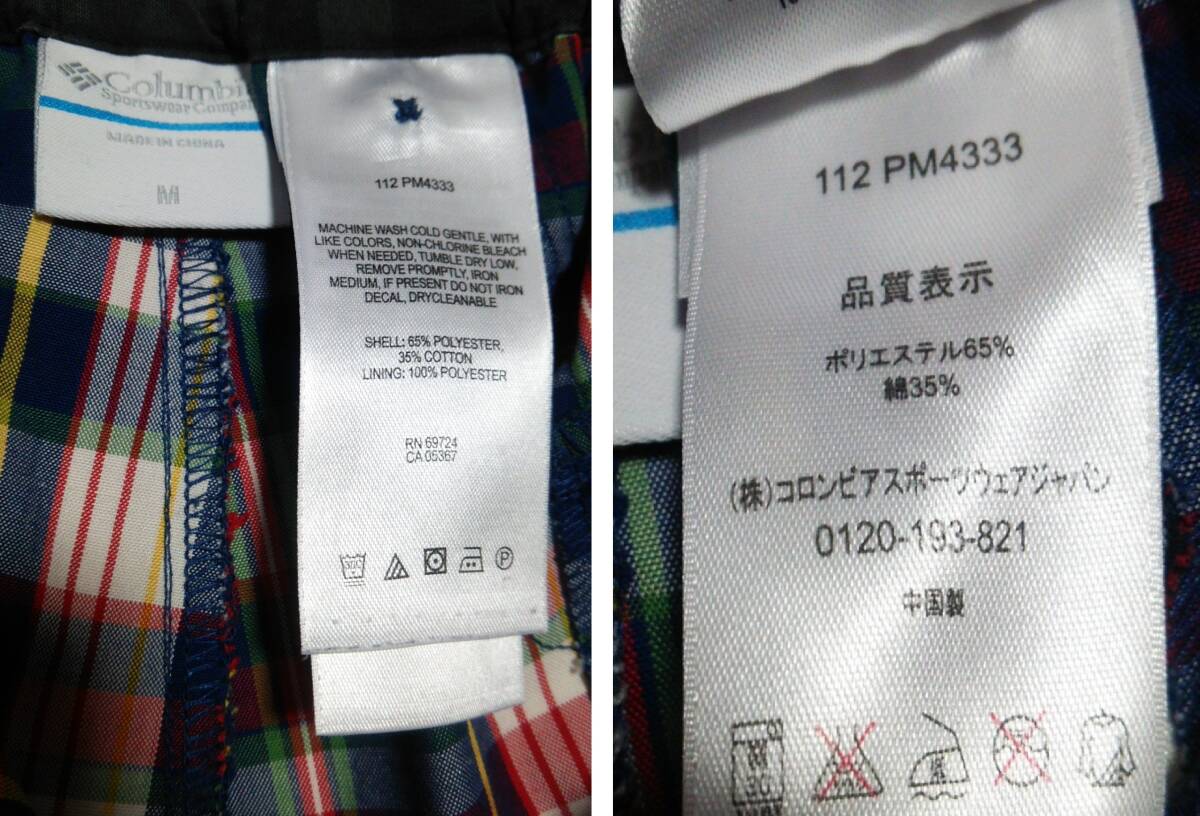 Columbi
Sportswear Compan
MADE IN CHINA
M
112 PM4333
MACHINE WASH COLD GENTLE, WITH
LIKE COLORS, NON-CHLORINE BLEACH
WHEN NEEDED, TUMBLE DRY LOW,
REMOVE PROMPTLY, IRON
MEDIUM, IF PRESENT DO NOT IRON
DECAL, DRYCLEANABLE
SHELL: 65% POLYESTER,
35% COTTON
LINING: 100% POLYESTER
RN 69724
CA 05367
30C
P
112 PM4333
品質表示
ポリエステル65%
綿35%
(株)コロンビアスポーツウェアジャパン
0120-193-821
中国製